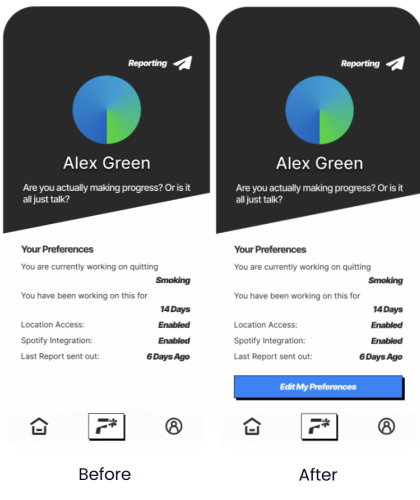 Reporting
Alex Green
Are you actually making progress? Or is it
all just talk?
Your Preferences
You are currently working on quitting
Smoking
You have been working on this for
14 Days
Location Access: Enabled
Spotify Integration: Enabled
Last Report sent out: 6 Days Ago
F*
Before
Reporting
Alex Green
Are you actually making progress? Or is it
all just talk?
Your Preferences
You are currently working on quitting
Smoking
You have been working on this for
14 Days
Location Access: Enabled
Spotify Integration: Enabled
Last Report sent out: 6 Days Ago
Edit My Preferences
F*
After